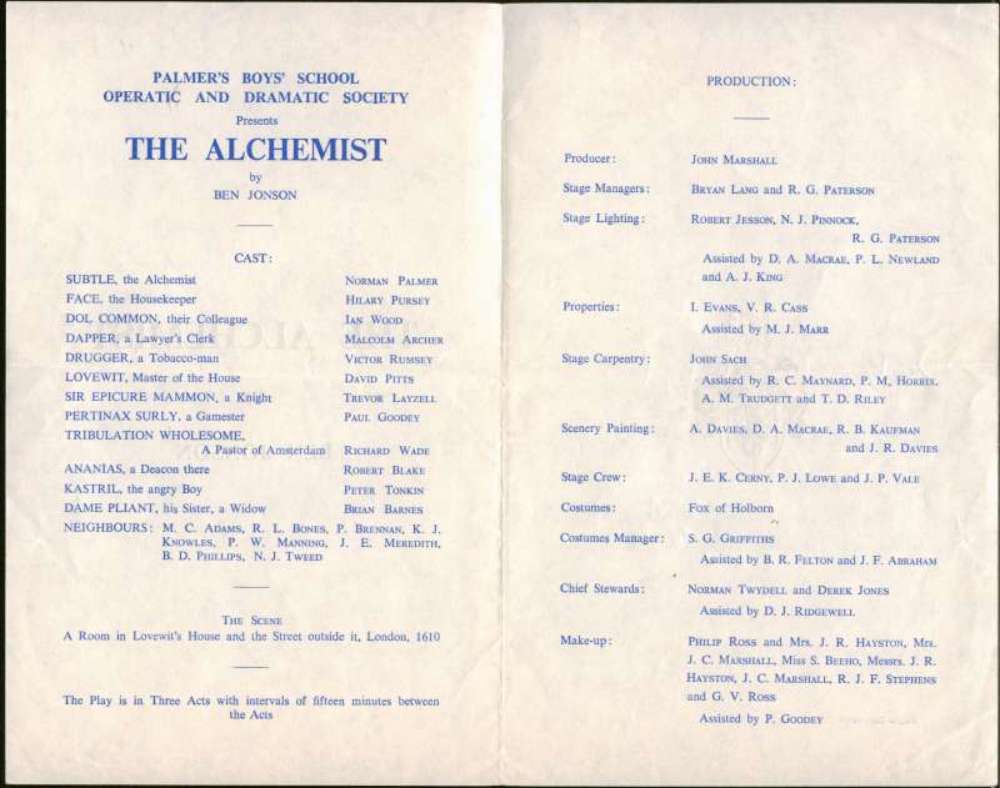 PALMER'S BOYS' SCHOOL
OPERATIC AND DRAMATIC SOCIETY
Presents
THE ALCHEMIST
by
BEN JONSON
CAST:
SUBTLE, the Alchemist NORMAN PALMER
FACE, the Housekeeper HILARY PURSEY
DOL COMMON, their Colleague IAN WOOD
DAPPER, a Lawyer's Clerk MALCOLM ARCHER
DRUGGER, a Tobacco-man VICTOR RUMSEY
LOVEWIT, Master of the House DAVID PITTS
SIR EPICURE MAMMON, a Knight TREVOR LAYZELL
PERTINAX SURLY, a Gamester PAUL GOODEY
TRIBULATION WHOLESOME,
A Pastor of Amsterdam RICHARD WADE
ANANIAS, a Deacon there ROBERT BLAKE
KASTRIL, the angry Boy PETER TONKIN
DAME PLIANT, his Sister, a Widow BRIAN BARNES
NEIGHBOURS: M. C. ADAMS, R. L. BONES, P. BRENNAN, K. J.
KNOWLES, P. W. MANNING, J. E. MEREDITH,
B. D. PHILLIPS, N. J. TWEED
THE SCENE
A Room in Lovewit's House and the Street outside it, London, 1610
The Play is in Three Acts with intervals of fifteen minutes between
the Acts
PRODUCTION:
Producer: JOHN MARSHALL
Stage Managers: BRYAN LANG and R. G. PATERSON
Stage Lighting: ROBERT JESSON, N. J. PINNOCK,
R. G. PATERSON
Assisted by D. A. MACRAE, P. L. NEWLAND
and A. J. KING
Properties: I. EVANS, V. R. CASS
Assisted by M. J. MARR
Stage Carpentry: JOHN SACH
Assisted by R. C. MAYNARD, P. M. HORRIX,
A. M. TRUDGETT and T. D. RILEY
Scenery Painting: A. DAVIES, D. A. MACRAE, R. B. KAUFMAN
and J. R. DAVIES
Stage Crew: J. E. K. CERNY, P. J. LOWE and J. P. VALE
Costumes: Fox of Holborn
Costumes Manager: S. G. GRIFFITHS
Assisted by B. R. FELTON and J. F. ABRAHAM
Chief Stewards: NORMAN TWYDELL and DEREK JONES
Assisted by D. J. RIDGEWELL
Make-up: PHILIP ROSS and Mrs. J. R. HAYSTON, Mrs.
J. C. MARSHALL, Miss S. BEEHO, Messrs. J. R.
HAYSTON, J. C. MARSHALL, R. J. F. STEPHENS
and G. V. ROSS
Assisted by P. GOODEY